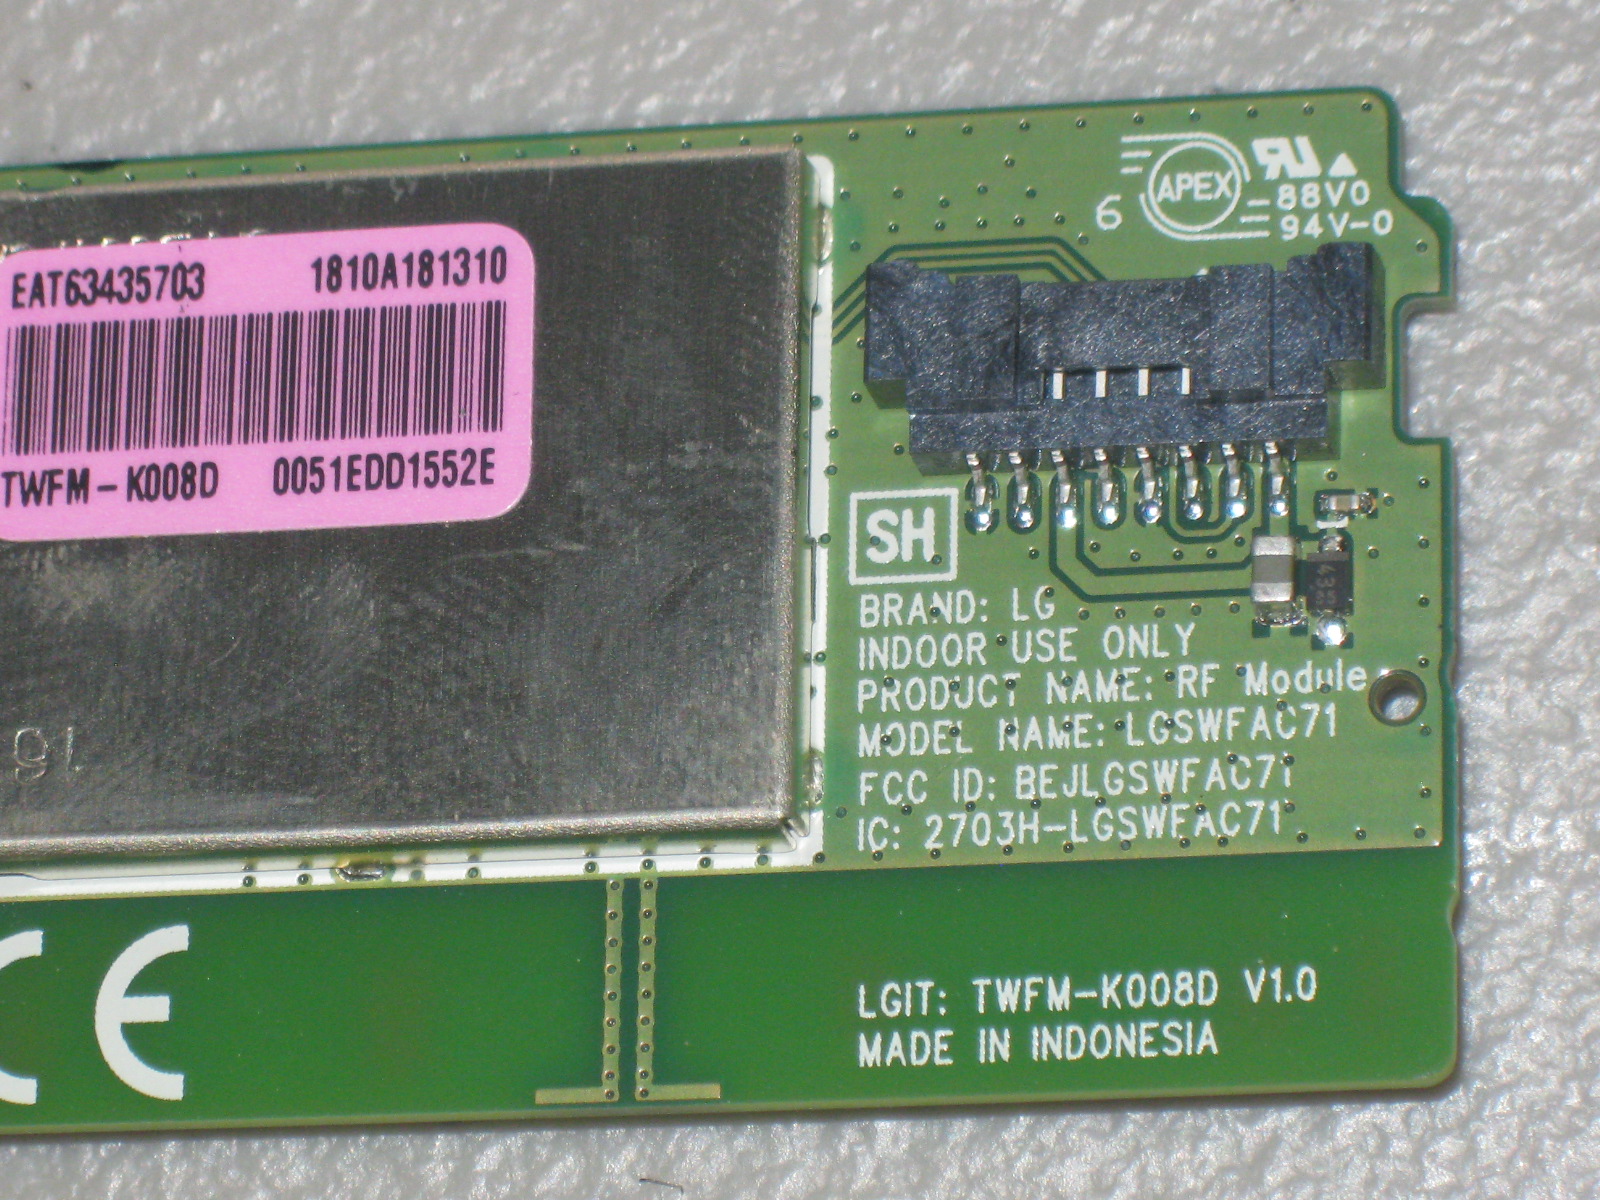 EAT63435703 1810A181310
TWFM-K008D 0051EDD1552E
6 APEX RU
88V0
94V-0
SH
BRAND: LG
INDOOR USE ONLY
PRODUCT NAME: RF Module
MODEL NAME: LGSWFAC71
FCC ID: BEJLGSWFAC71
IC: 2703H-LGSWFAC71
CE
LGIT: TWFM-K008D V1.0
MADE IN INDONESIA